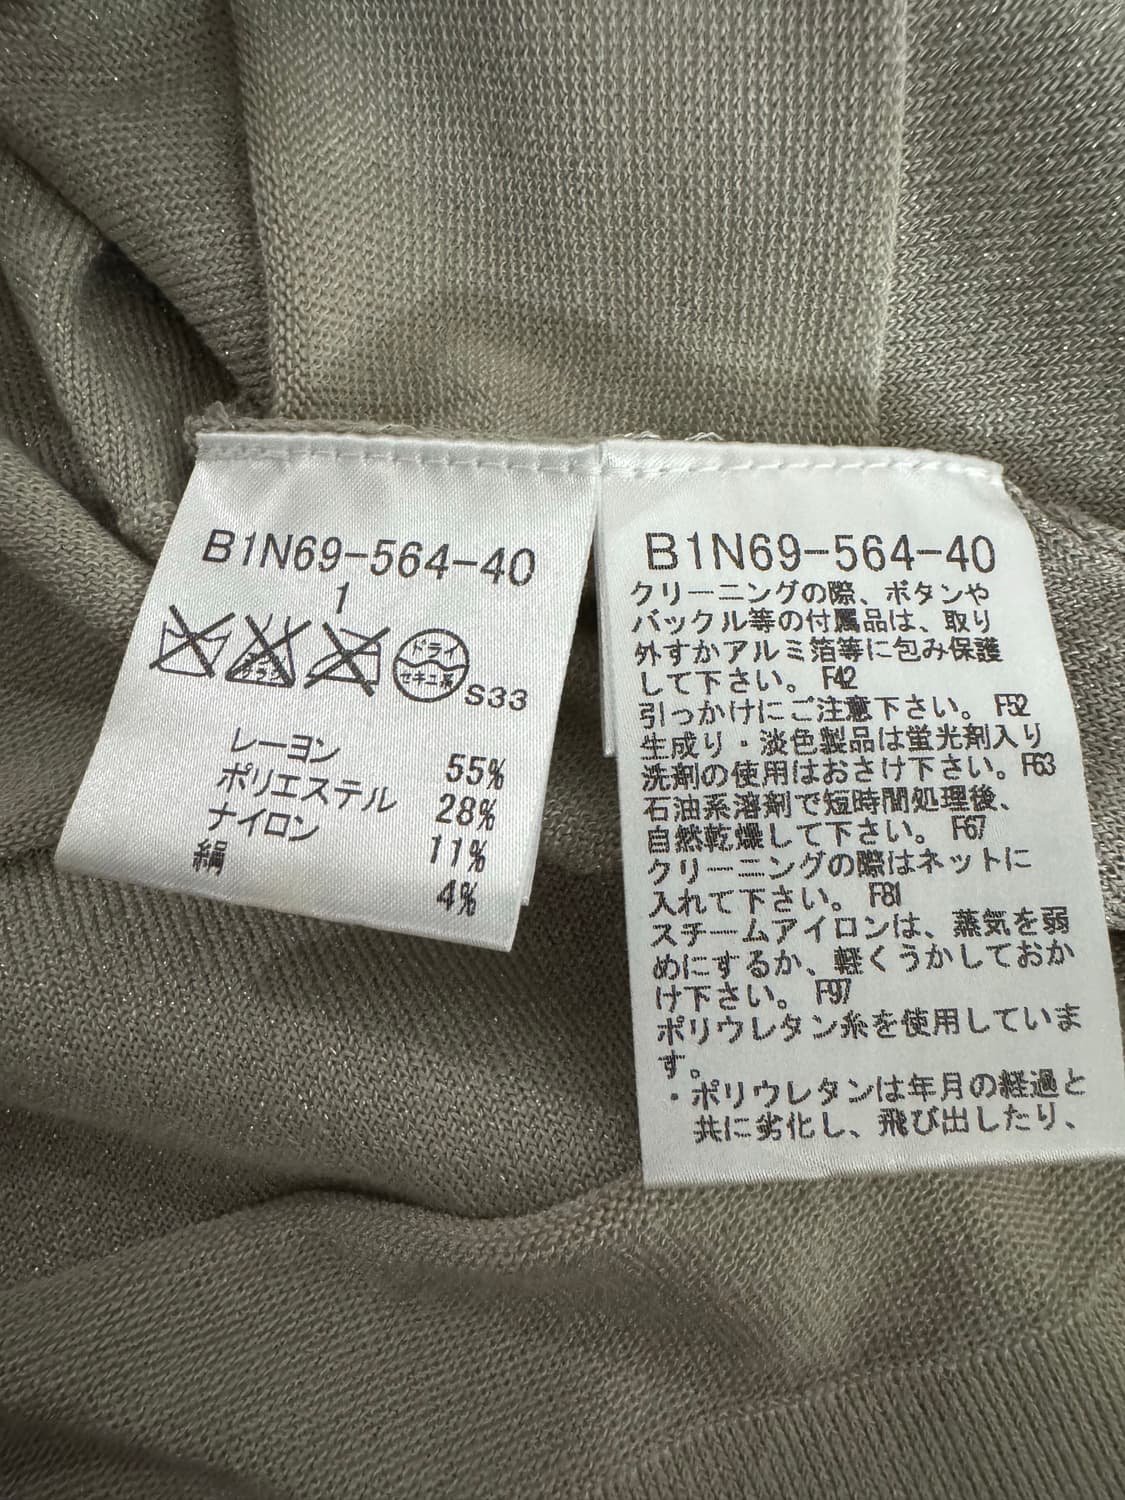 B1N69-564-40
1
ドライ
セキユ系
S33
レーヨン 55%
ポリエステル 28%
ナイロン 11%
絹 4%
B1N69-564-40
クリーニングの際、ボタンや
バックル等の付属品は、取り
外すかアルミ箔等に包み保護
して下さい。 F42
引っかけにご注意下さい。 F52
生成り・淡色製品は蛍光剤入り
洗剤の使用はおさけ下さい。 F63
石油系溶剤で短時間処理後、
自然乾燥して下さい。 F67
クリーニングの際はネットに
入れて下さい。 F81
スチームアイロンは、蒸気を弱
めにするか、軽くうかしておか
け下さい。 F97
ポリウレタン糸を使用していま
す。
・ポリウレタンは年月の経過と
共に劣化し、飛び出したり、